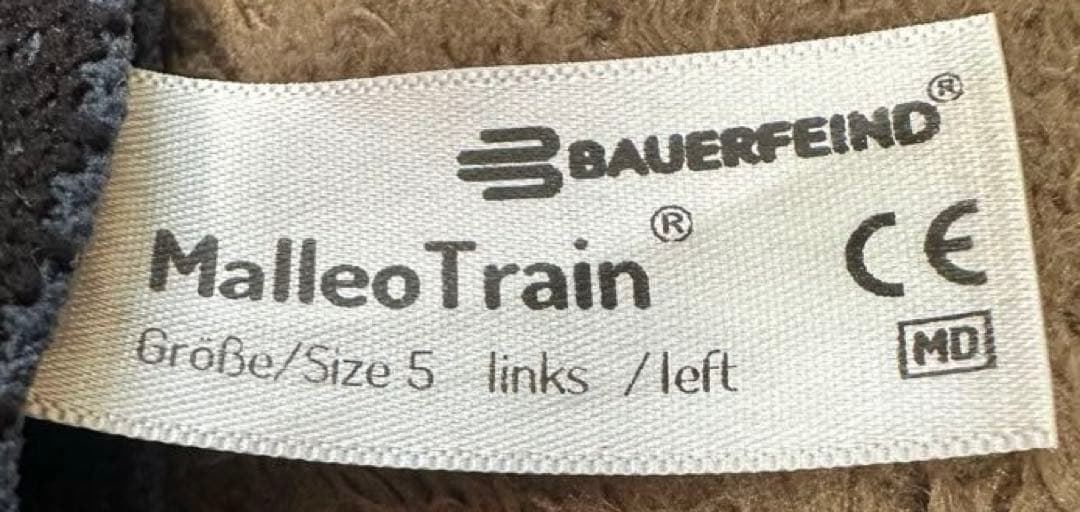 BAUERFEIND®
MalleoTrain®
CE
Größe/Size 5 links / left
MD